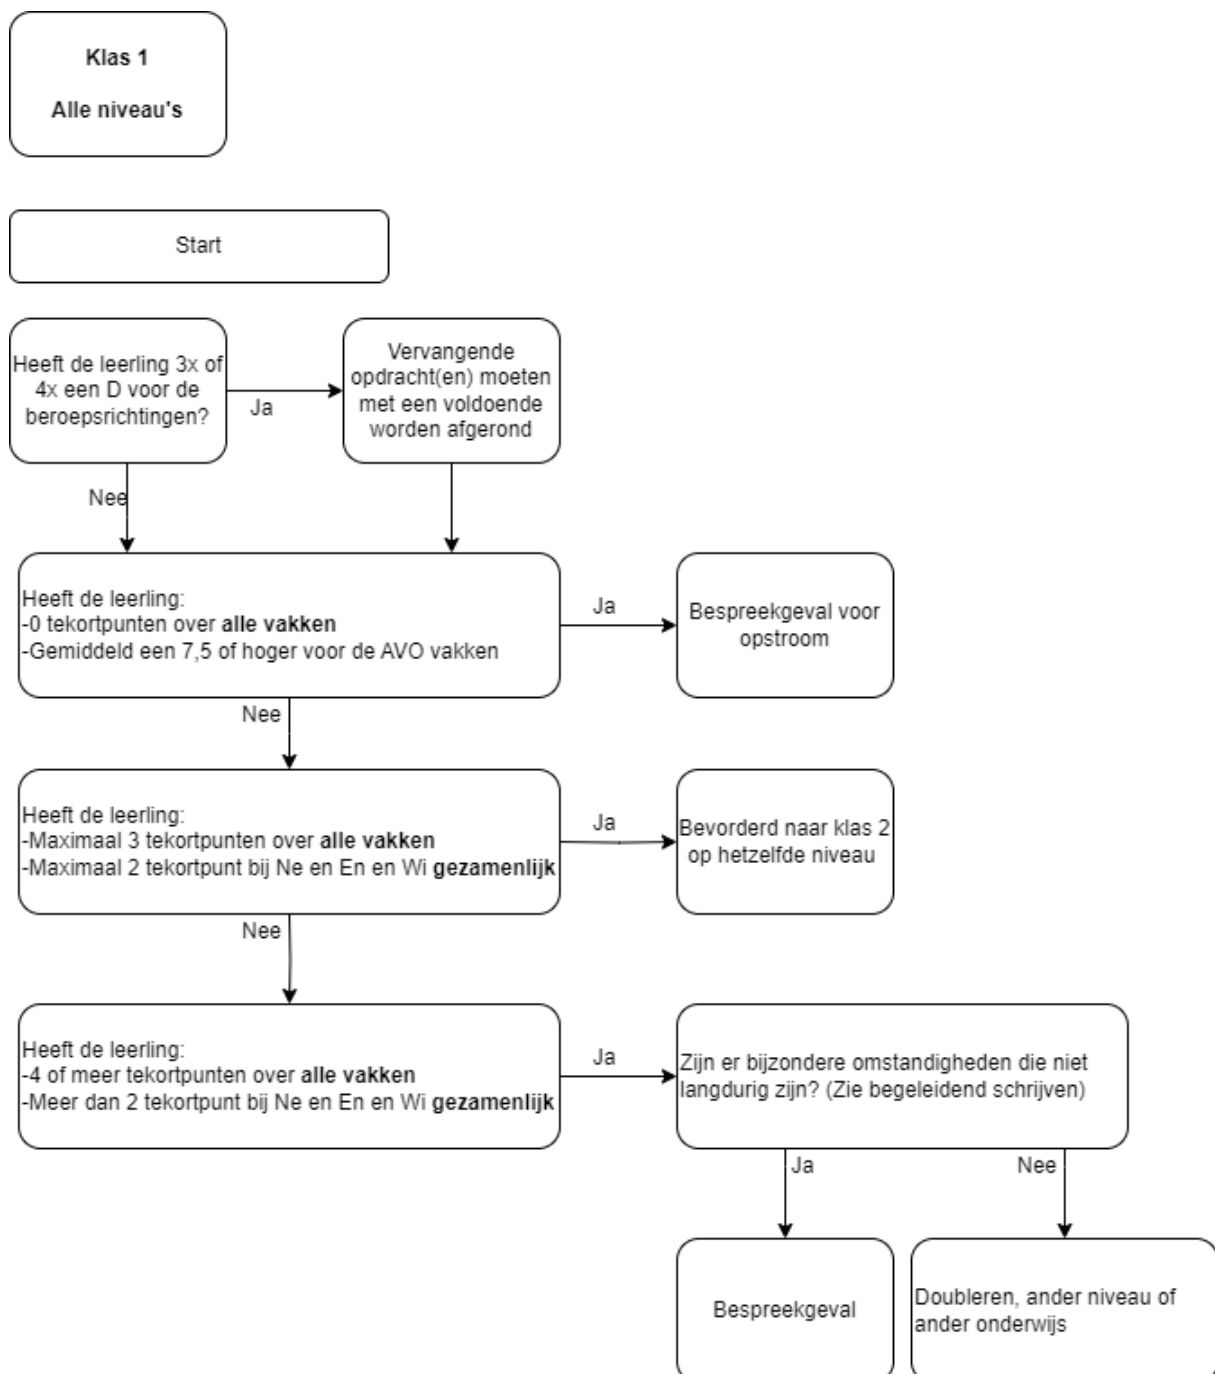 Klas 1
Alle niveau's
Start
Heeft de leerling 3x of
4x een D voor de
beroepsrichtingen?
Ja
Vervangende
opdracht(en) moeten
met een voldoende
worden afgerond
Nee
Heeft de leerling:
-0 tekortpunten over alle vakken
-Gemiddeld een 7,5 of hoger voor de AVO vakken
Ja
Bespreekgeval voor
opstroom
Nee
Heeft de leerling:
-Maximaal 3 tekortpunten over alle vakken
-Maximaal 2 tekortpunt bij Ne en En en Wi gezamenlijk
Ja
Bevorderd naar klas 2
op hetzelfde niveau
Nee
Heeft de leerling:
-4 of meer tekortpunten over alle vakken
-Meer dan 2 tekortpunt bij Ne en En en Wi gezamenlijk
Ja
Zijn er bijzondere omstandigheden die niet
langdurig zijn? (Zie begeleidend schrijven)
Ja
Nee
Bespreekgeval
Doubleren, ander niveau of
ander onderwijs